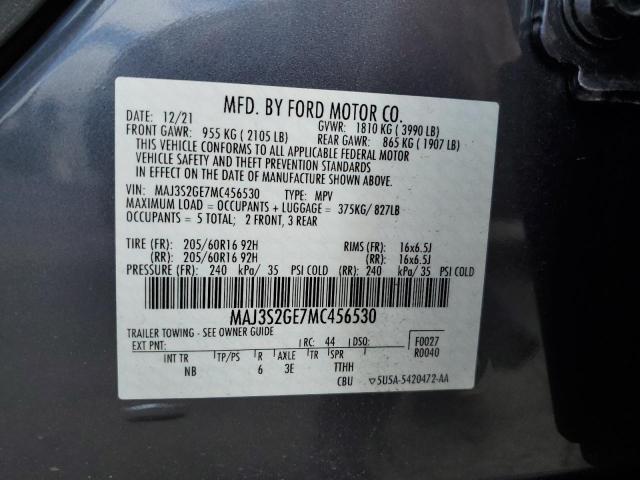 MFD. BY FORD MOTOR CO.
DATE: 12/21 GVWR: 1810 KG ( 3990 LB)
FRONT GAWR: 955 KG ( 2105 LB) REAR GAWR: 865 KG ( 1907 LB)
THIS VEHICLE CONFORMS TO ALL APPLICABLE FEDERAL MOTOR
VEHICLE SAFETY AND THEFT PREVENTION STANDARDS
IN EFFECT ON THE DATE OF MANUFACTURE SHOWN ABOVE.
VIN: MAJ3S2GE7MC456530 TYPE: MPV
MAXIMUM LOAD = OCCUPANTS + LUGGAGE = 375KG/ 827LB
OCCUPANTS = 5 TOTAL; 2 FRONT, 3 REAR
TIRE (FR): 205/60R16 92H RIMS (FR): 16x6.5J
(RR): 205/60R16 92H (RR): 16x6.5J
PRESSURE (FR): 240 kPa/ 35 PSI COLD (RR): 240 kPa/ 35 PSI COLD
MAJ3S2GE7MC456530
TRAILER TOWING - SEE OWNER GUIDE
EXT PNT: RC: 44 DSO: F0027
R0040
INT TR TP/PS R AXLE TR SPR
NB 6 3E TTHH
CBU ▽5U5A-5420472-AA